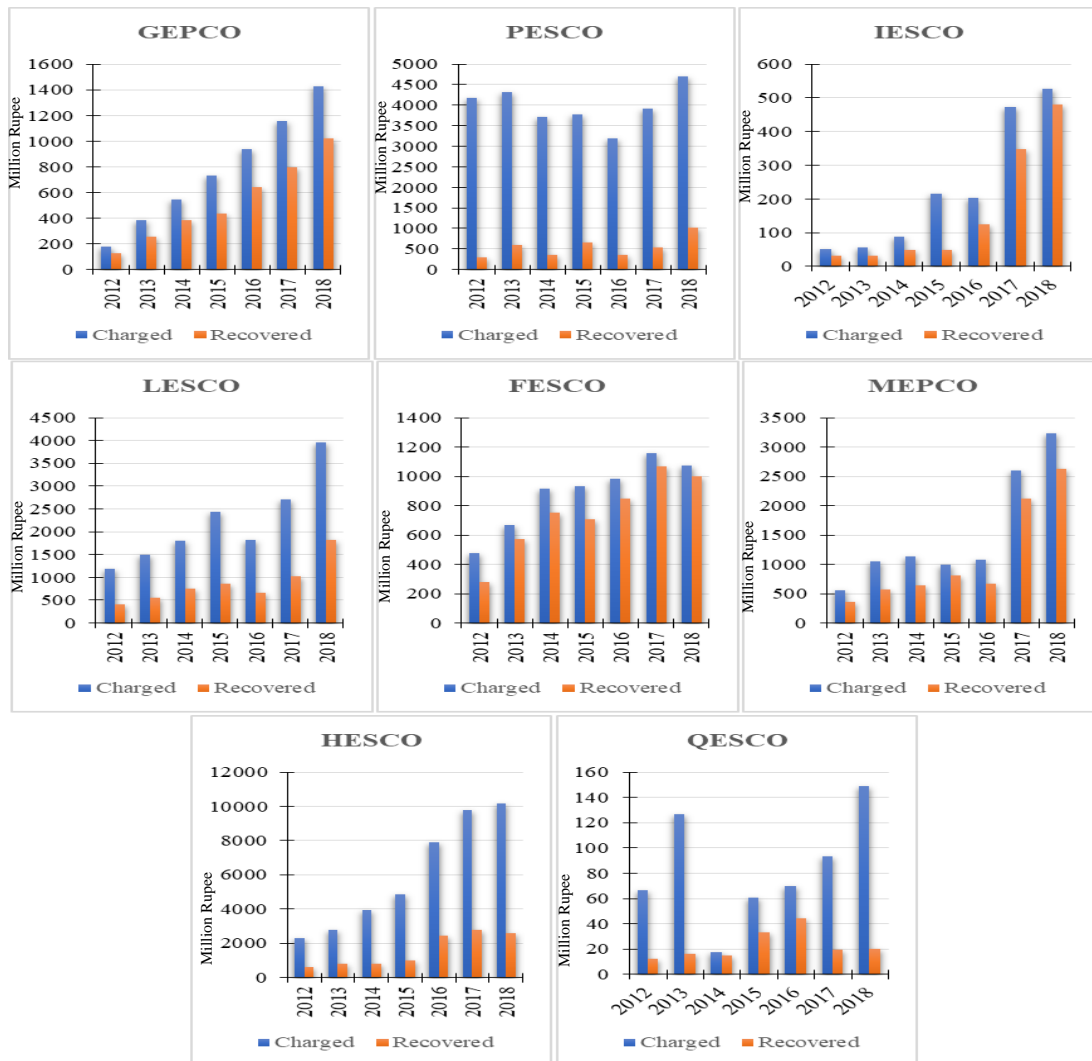 GEPCO
Million Rupee
1600
1400
1200
1000
800
600
400
200
0
2012 2013 2014 2015 2016 2017 2018
Charged Recovered
PESCO
Million Rupee
5000
4500
4000
3500
3000
2500
2000
1500
1000
500
0
2012 2013 2014 2015 2016 2017 2018
Charged Recovered
IESCO
Million Rupee
600
500
400
300
200
100
0
2012 2013 2014 2015 2016 2017 2018
Charged Recovered
LESCO
Million Rupee
4500
4000
3500
3000
2500
2000
1500
1000
500
0
2012 2013 2014 2015 2016 2017 2018
Charged Recovered
FESCO
Million Rupee
1400
1200
1000
800
600
400
200
0
2012 2013 2014 2015 2016 2017 2018
Charged Recovered
MEPCO
Million Rupee
3500
3000
2500
2000
1500
1000
500
0
2012 2013 2014 2015 2016 2017 2018
Charged Recovered
HESCO
Million Rupee
12000
10000
8000
6000
4000
2000
0
2012 2013 2014 2015 2016 2017 2018
Charged Recovered
QESCO
Million Rupee
160
140
120
100
80
60
40
20
0
2012 2013 2014 2015 2016 2017 2018
Charged Recovered